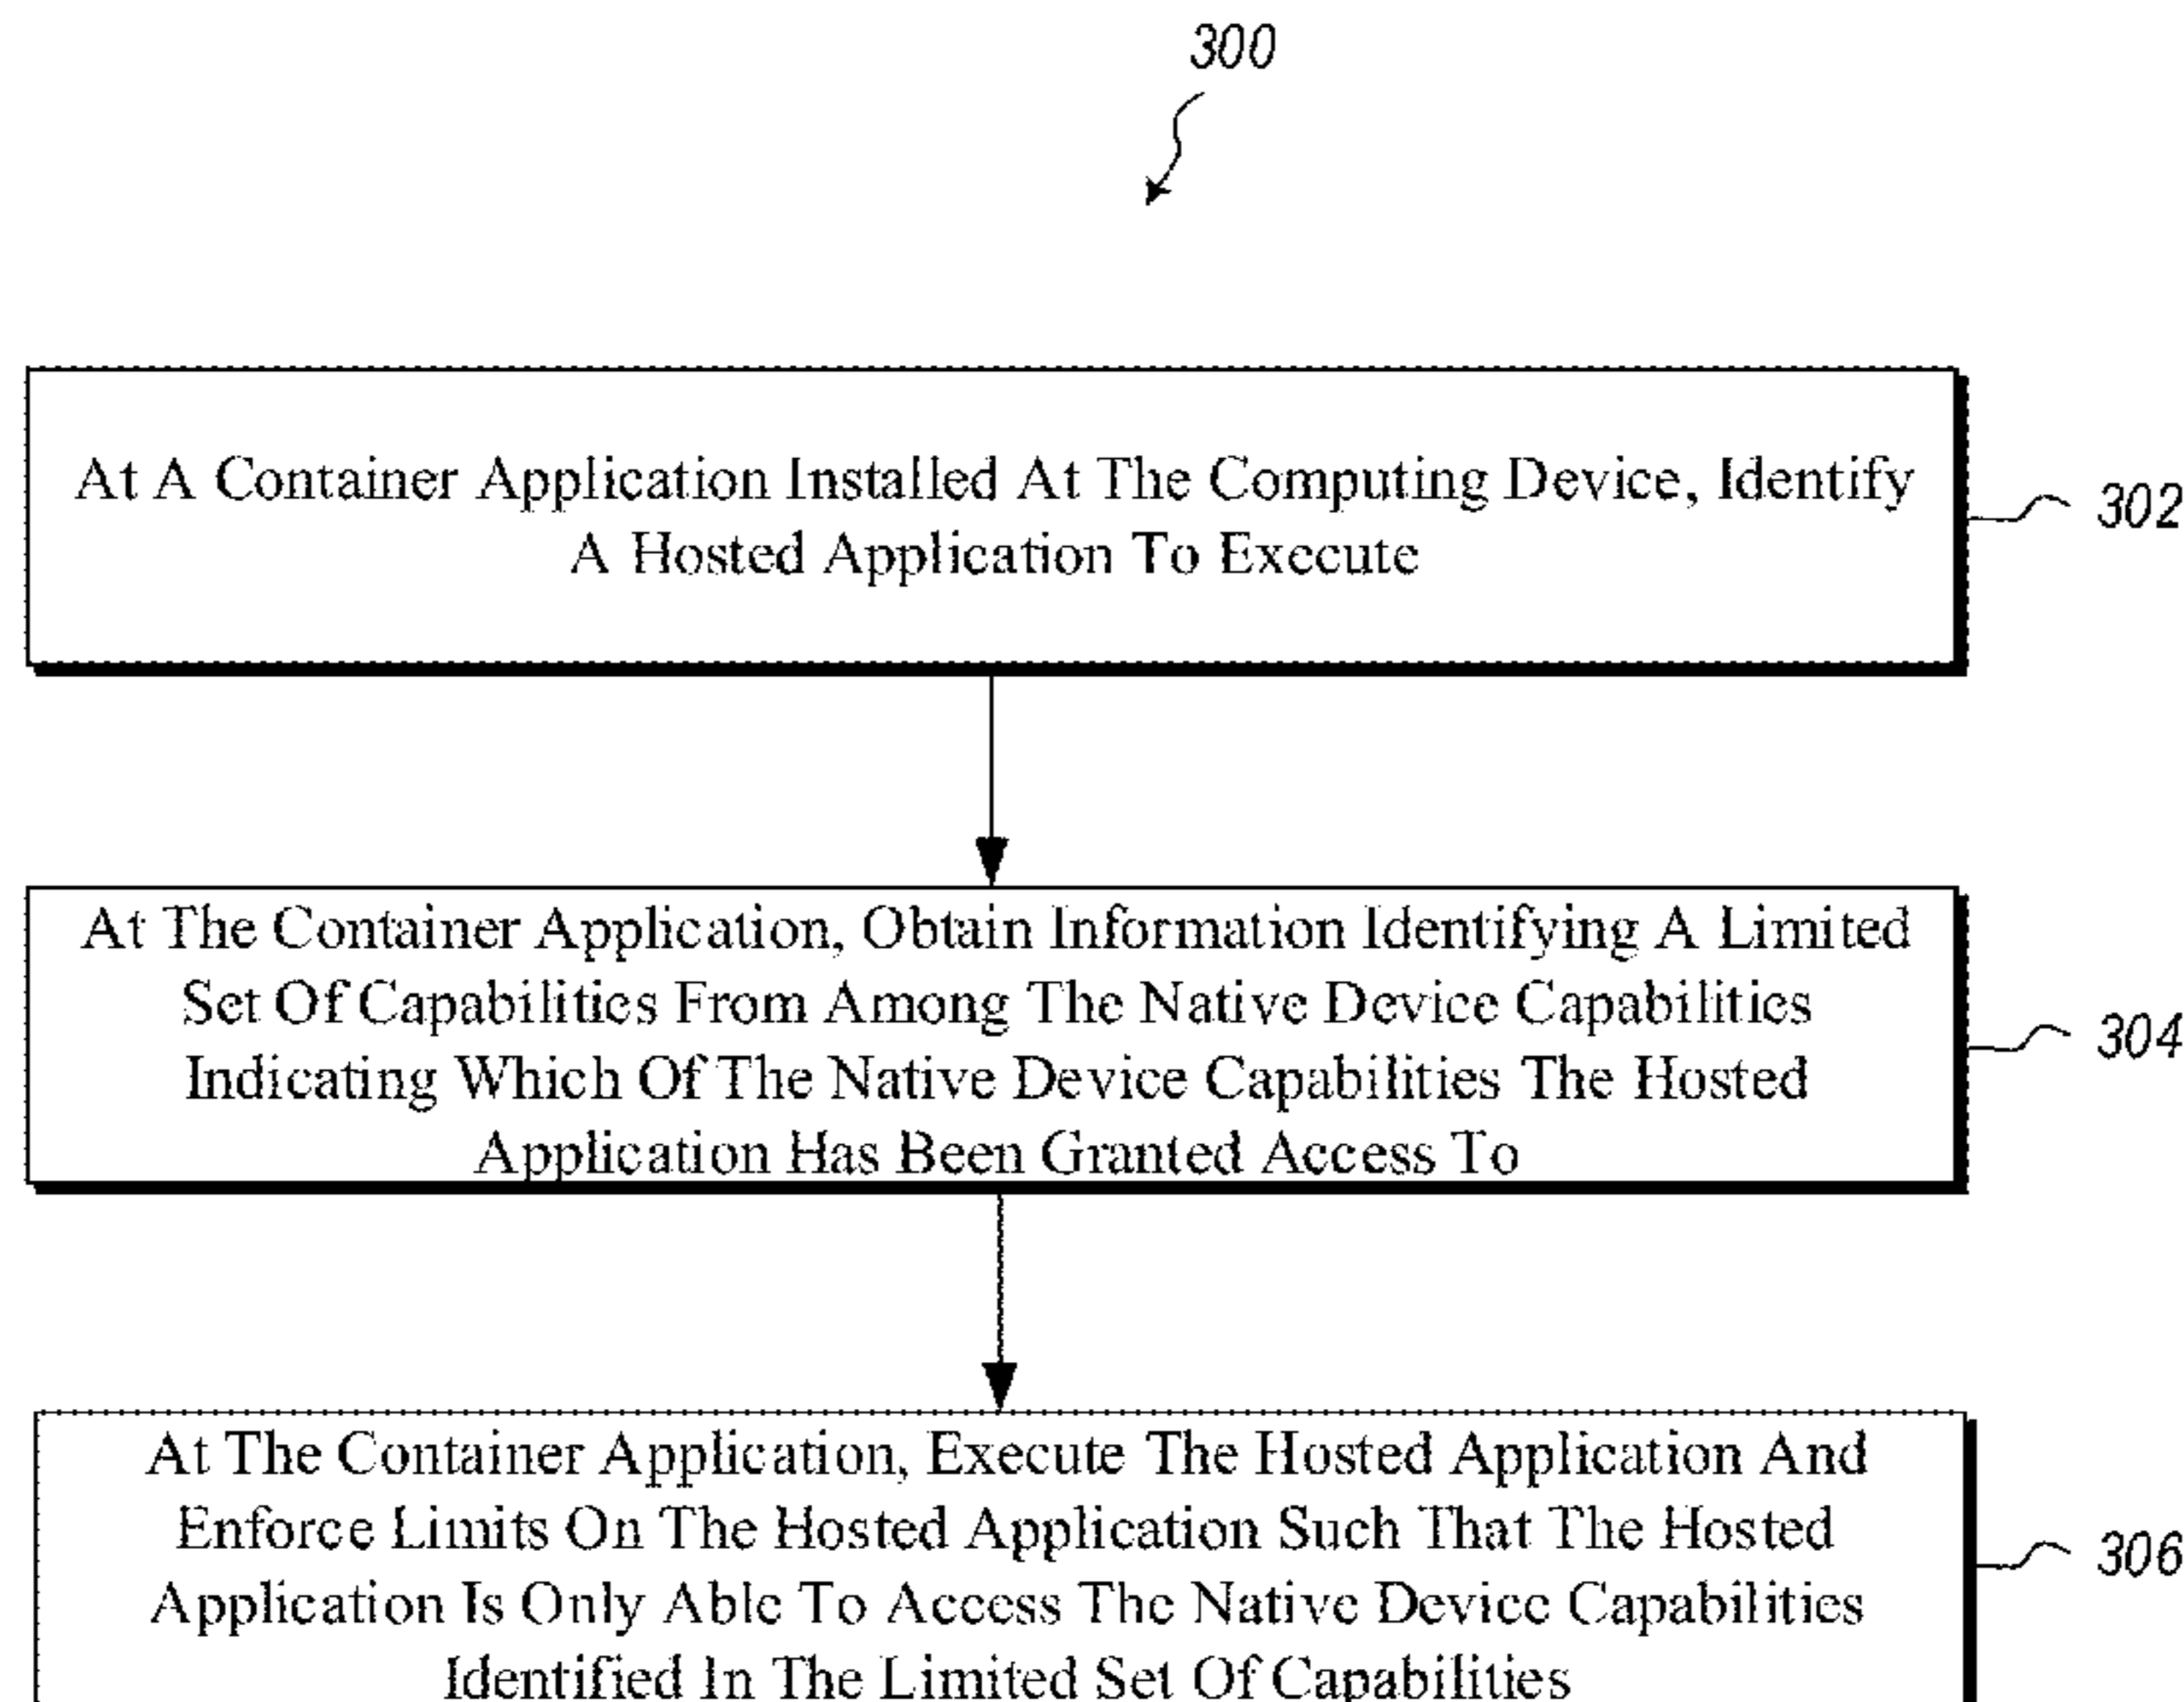 300
At A Container Application Installed At The Computing Device, Identify
A Hosted Application To Execute
302
At The Container Application, Obtain Information Identifying A Limited
Set Of Capabilities From Among The Native Device Capabilities
Indicating Which Of The Native Device Capabilities The Hosted
Application Has Been Granted Access To
304
At The Container Application, Execute The Hosted Application And
Enforce Limits On The Hosted Application Such That The Hosted
Application Is Only Able To Access The Native Device Capabilities
Identified In The Limited Set Of Capabilities
306